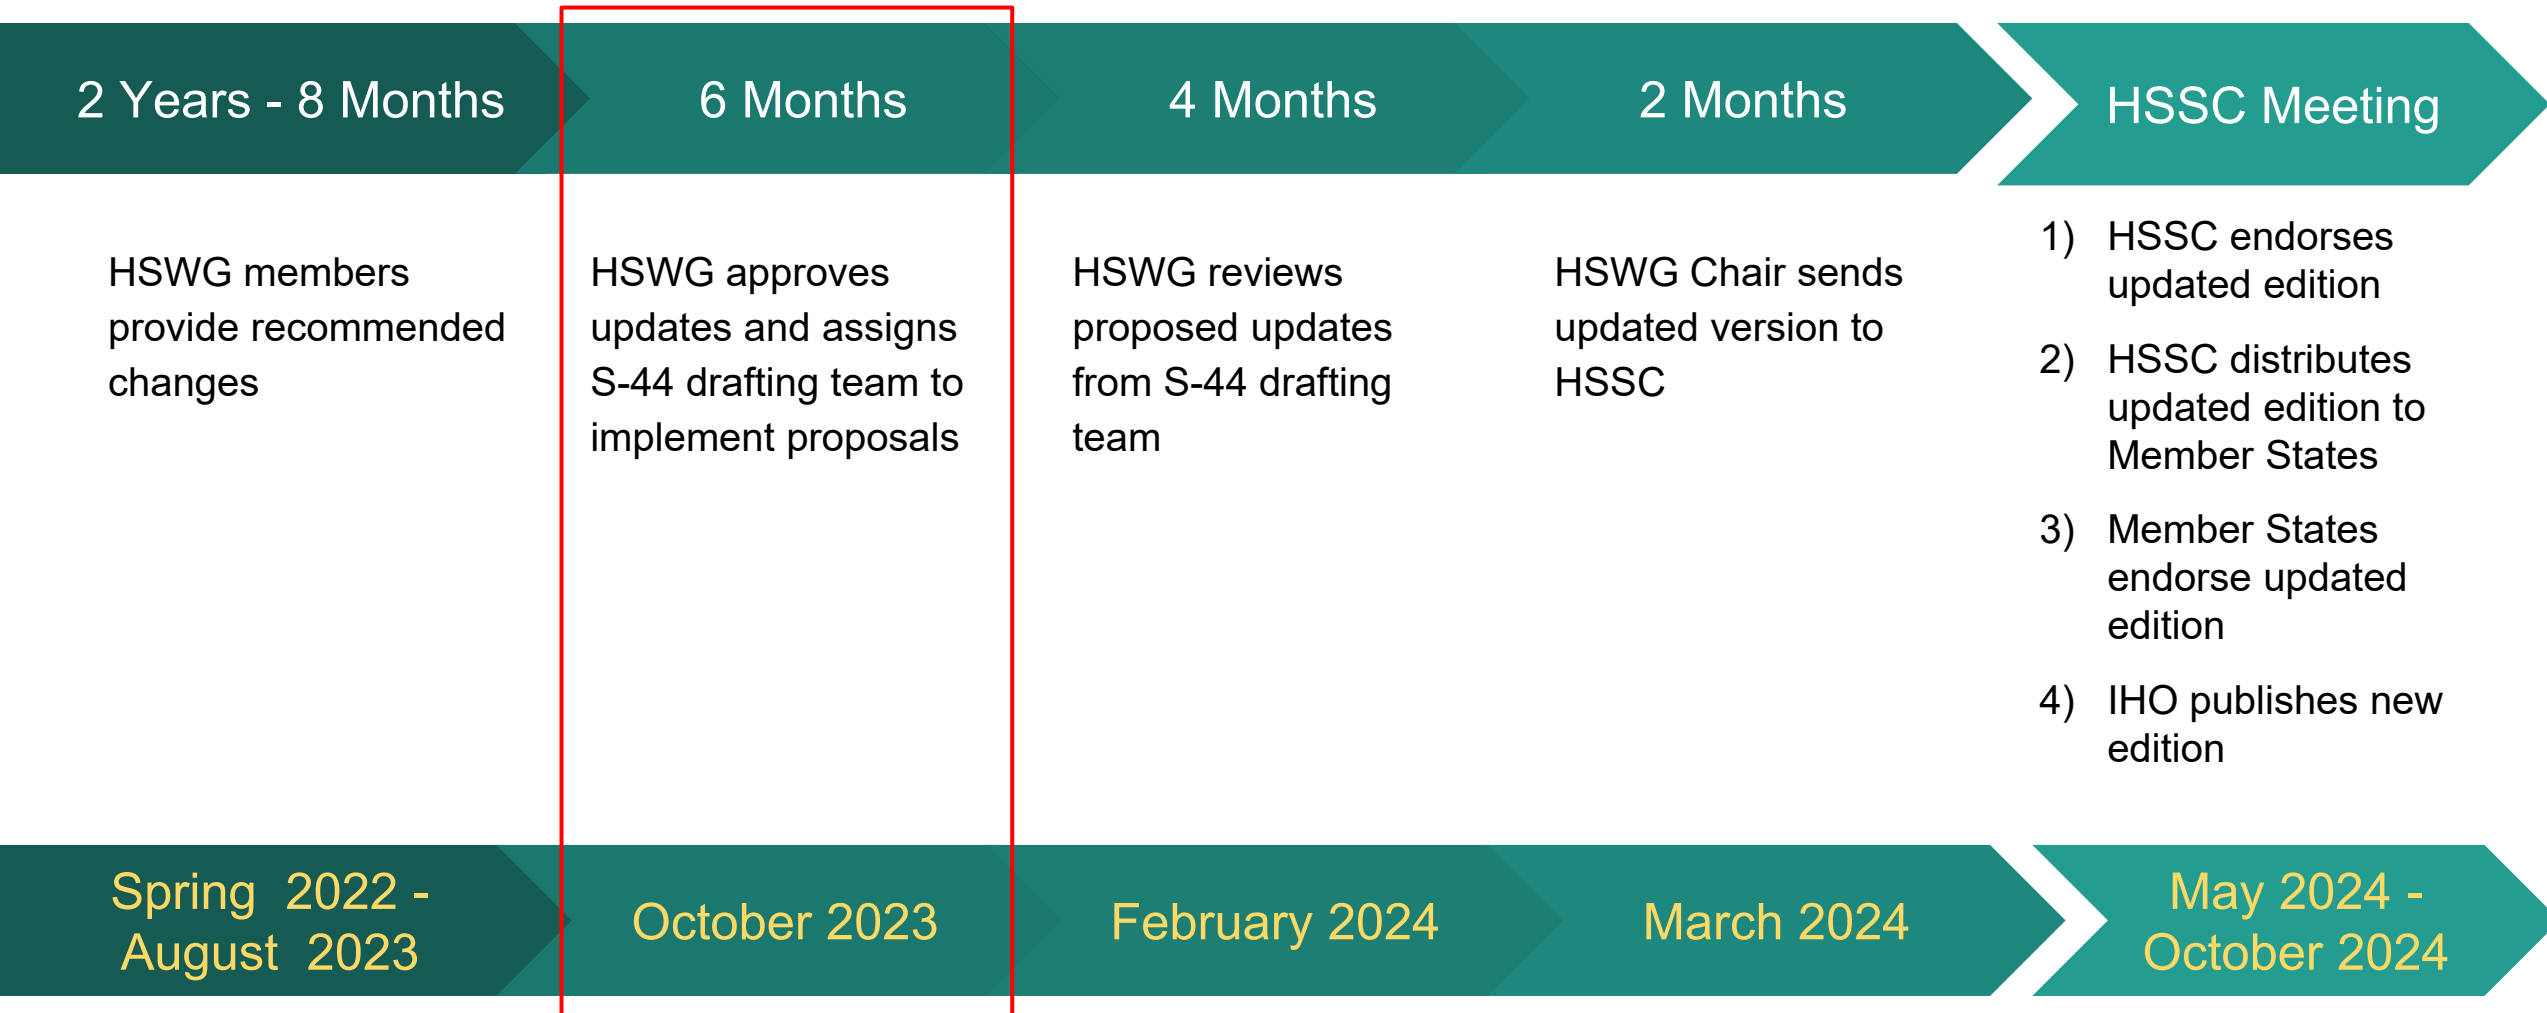 2 Years - 8 Months
6 Months
4 Months
2 Months
HSSC Meeting
HSWG members
provide recommended
changes
HSWG approves
updates and assigns
S-44 drafting team to
implement proposals
HSWG reviews
proposed updates
from S-44 drafting
team
HSWG Chair sends
updated version to
HSSC
1) HSSC endorses
updated edition
2) HSSC distributes
updated edition to
Member States
3) Member States
endorse updated
edition
4) IHO publishes new
edition
Spring 2022 -
August 2023
October 2023
February 2024
March 2024
May 2024 -
October 2024